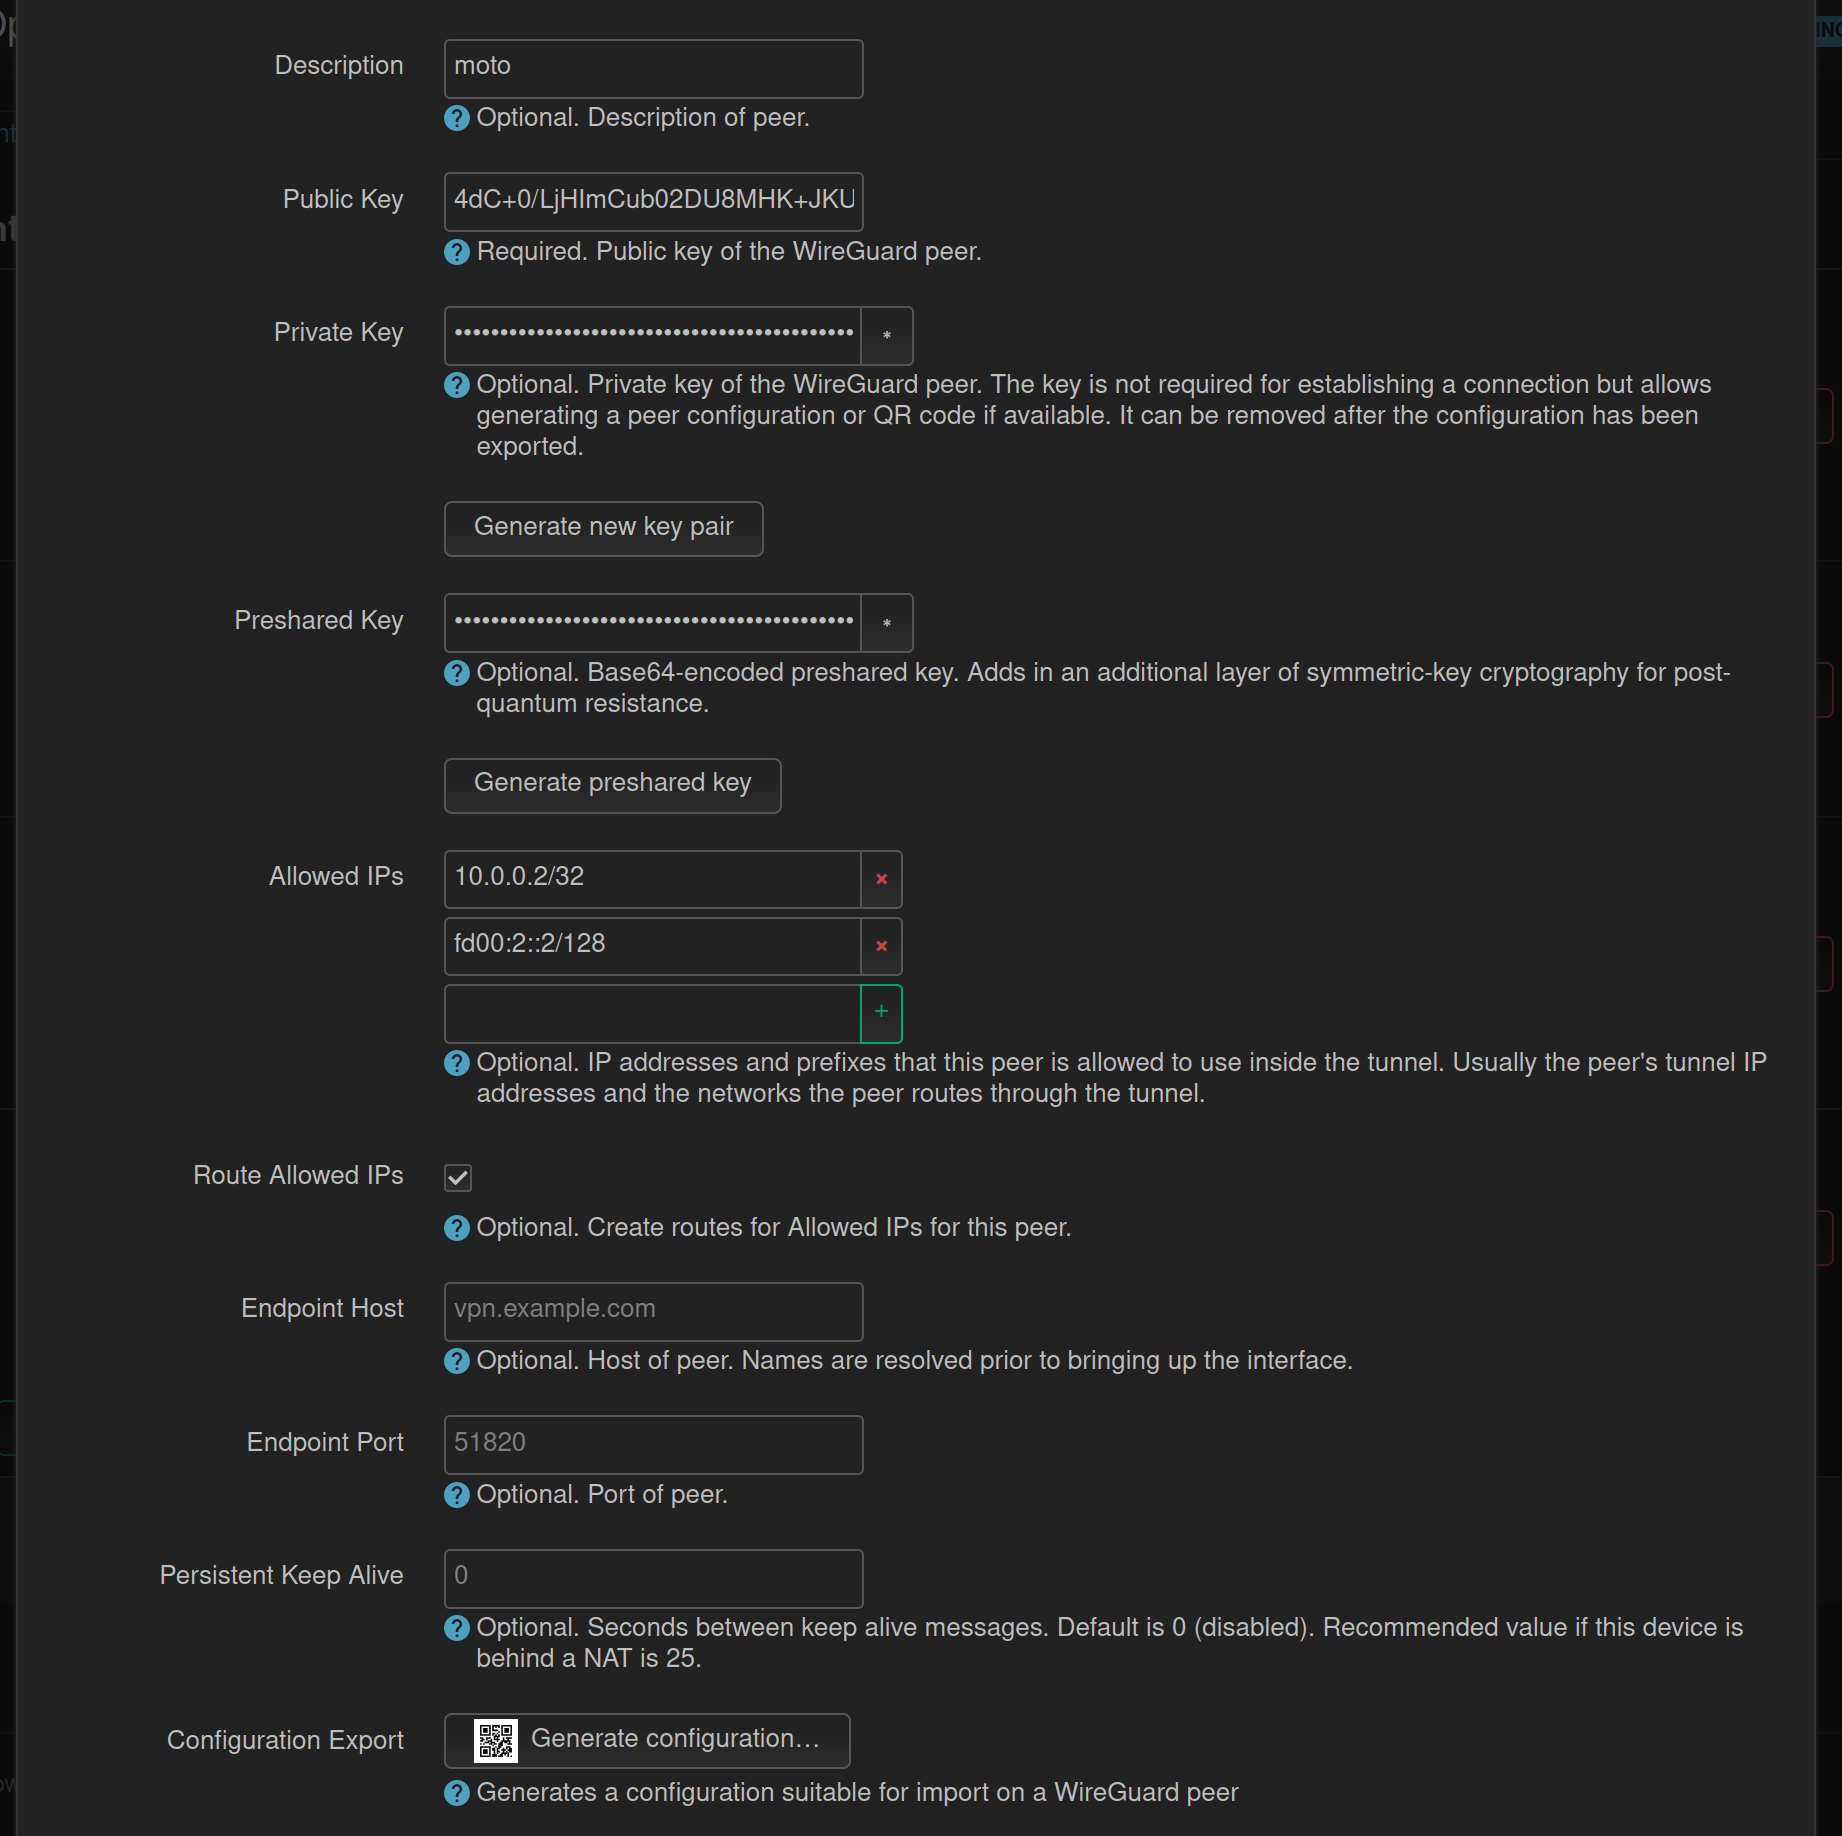 Description
moto
Optional. Description of peer.
Public Key
4dC+0/LjHImCub02DU8MHK+JKU
Required. Public key of the WireGuard peer.
Private Key
••••••••••••••••••••••••••••••••••••••••••••
*
Optional. Private key of the WireGuard peer. The key is not required for establishing a connection but allows
generating a peer configuration or QR code if available. It can be removed after the configuration has been
exported.
Generate new key pair
Preshared Key
••••••••••••••••••••••••••••••••••••••••••••
*
Optional. Base64-encoded preshared key. Adds in an additional layer of symmetric-key cryptography for post-
quantum resistance.
Generate preshared key
Allowed IPs
10.0.0.2/32
×
fd00:2::2/128
×
+
Optional. IP addresses and prefixes that this peer is allowed to use inside the tunnel. Usually the peer's tunnel IP
addresses and the networks the peer routes through the tunnel.
Route Allowed IPs
Optional. Create routes for Allowed IPs for this peer.
Endpoint Host
vpn.example.com
Optional. Host of peer. Names are resolved prior to bringing up the interface.
Endpoint Port
51820
Optional. Port of peer.
Persistent Keep Alive
0
Optional. Seconds between keep alive messages. Default is 0 (disabled). Recommended value if this device is
behind a NAT is 25.
Configuration Export
Generate configuration…
Generates a configuration suitable for import on a WireGuard peer